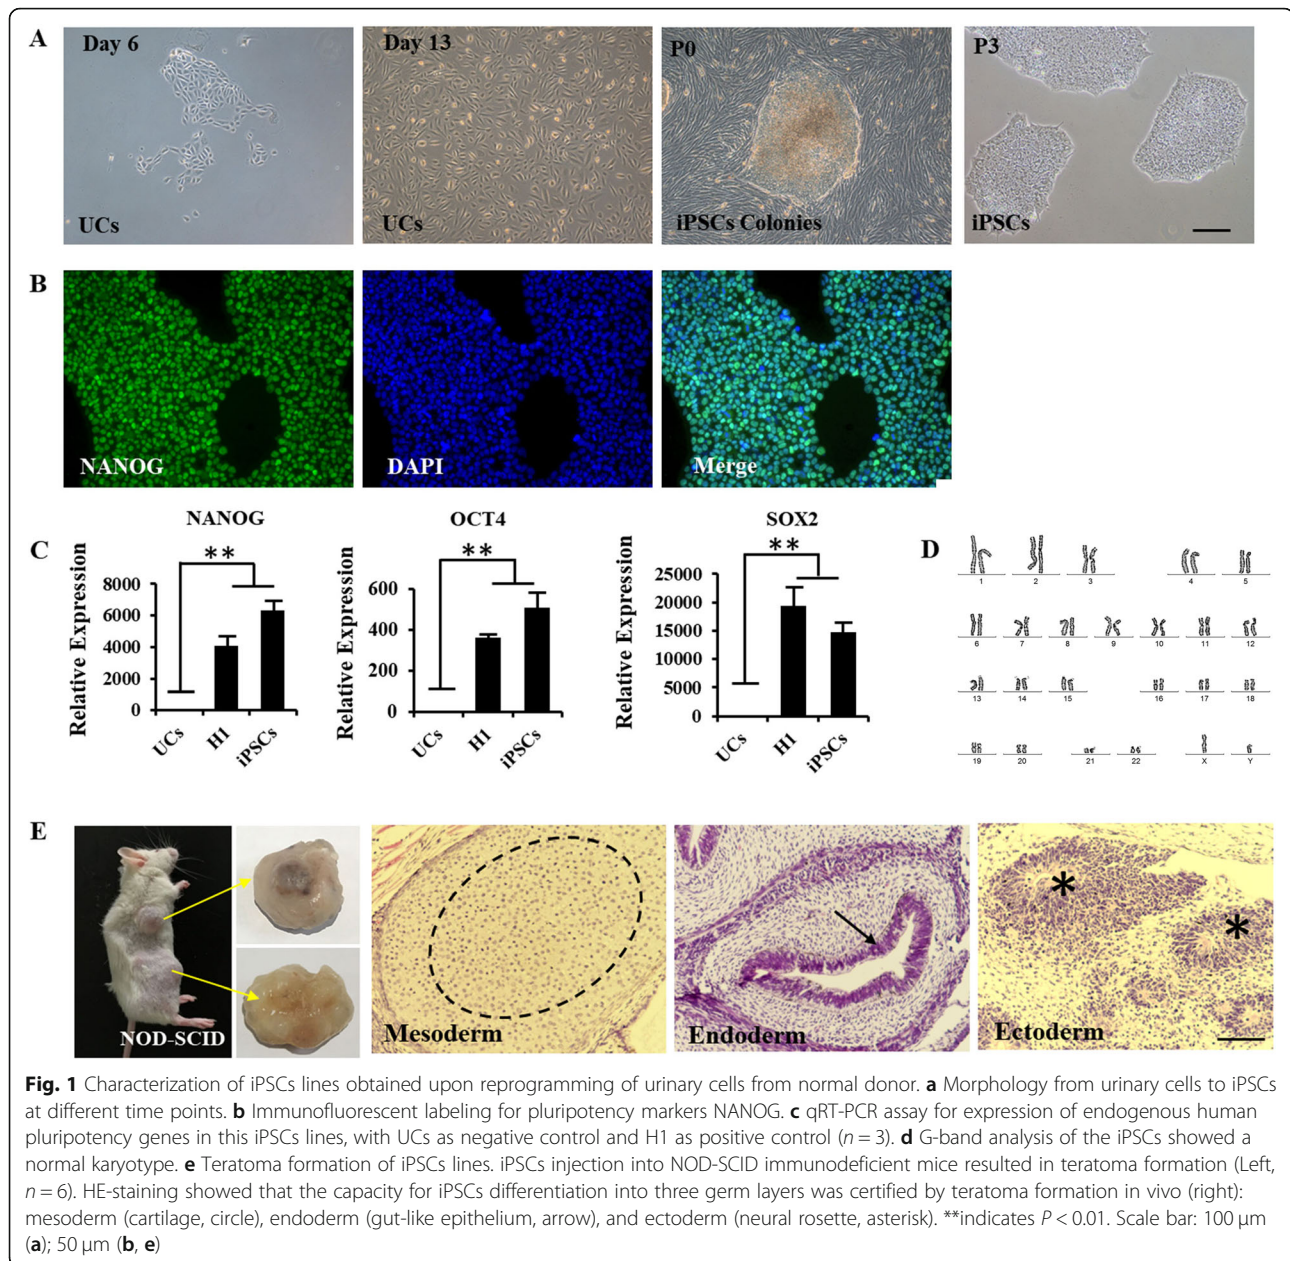 A
Day 6
UCs
Day 13
UCs
P0
iPSCs Colonies
P3
iPSCs
B
NANOG
DAPI
Merge
C
NANOG
Relative Expression
8000
6000
4000
2000
0
**
UCs
H1
iPSCs
OCT4
Relative Expression
600
400
200
0
**
UCs
H1
iPSCs
SOX2
Relative Expression
25000
20000
15000
10000
5000
0
**
UCs
H1
iPSCs
D
1 2 3 4 5
6 7 8 9 10 11 12
13 14 15 16 17 18
19 20 21 22 X Y
E
NOD-SCID
Mesoderm
Endoderm
* *
Ectoderm
Fig. 1 Characterization of iPSCs lines obtained upon reprogramming of urinary cells from normal donor. a Morphology from urinary cells to iPSCs
at different time points. b Immunofluorescent labeling for pluripotency markers NANOG. c qRT-PCR assay for expression of endogenous human
pluripotency genes in this iPSCs lines, with UCs as negative control and H1 as positive control (n = 3). d G-band analysis of the iPSCs showed a
normal karyotype. e Teratoma formation of iPSCs lines. iPSCs injection into NOD-SCID immunodeficient mice resulted in teratoma formation (Left,
n = 6). HE-staining showed that the capacity for iPSCs differentiation into three germ layers was certified by teratoma formation in vivo (right):
mesoderm (cartilage, circle), endoderm (gut-like epithelium, arrow), and ectoderm (neural rosette, asterisk). **indicates P < 0.01. Scale bar: 100 μm
(a); 50 μm (b, e)